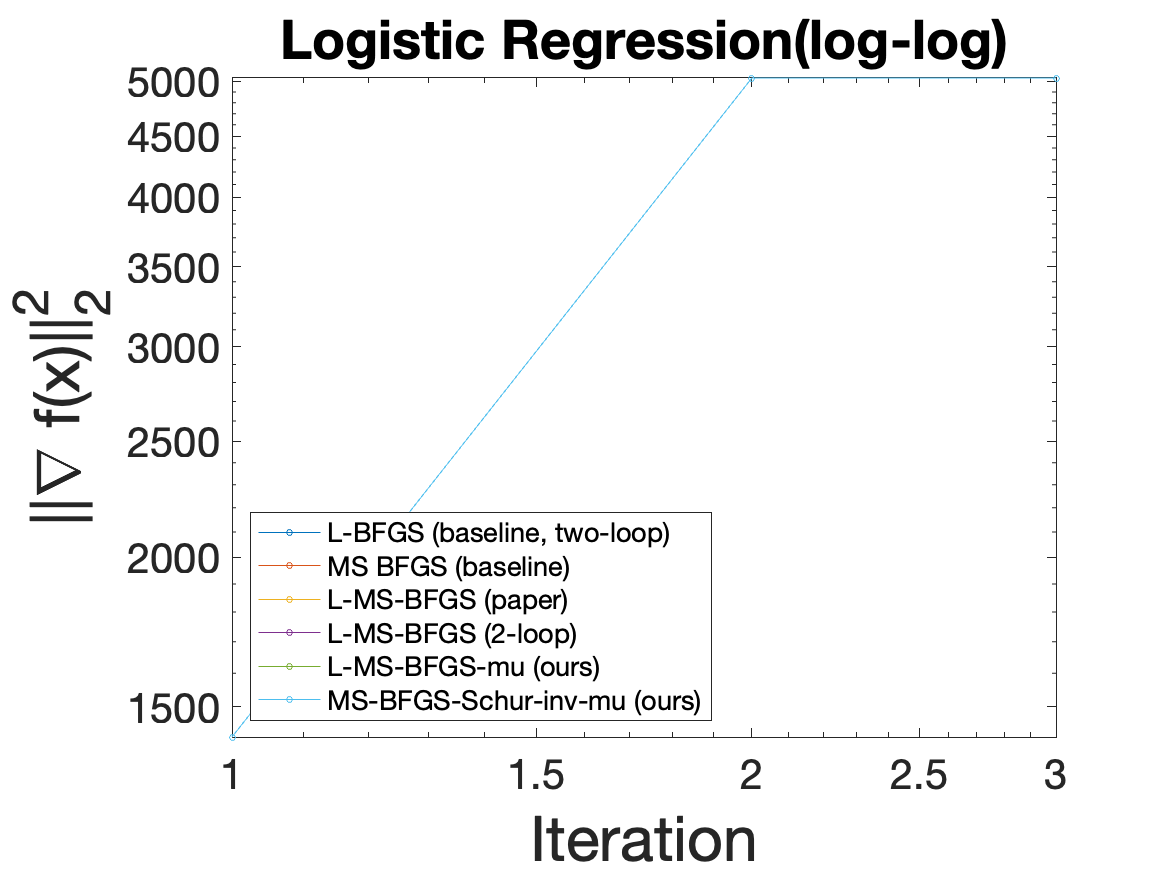 Logistic Regression(log-log)
5000
4500
4000
3500
3000
2500
2000
1500
||∇ f(x)||₂²
L-BFGS (baseline, two-loop)
MS BFGS (baseline)
L-MS-BFGS (paper)
L-MS-BFGS (2-loop)
L-MS-BFGS-mu (ours)
MS-BFGS-Schur-inv-mu (ours)
1 1.5 2 2.5 3
Iteration